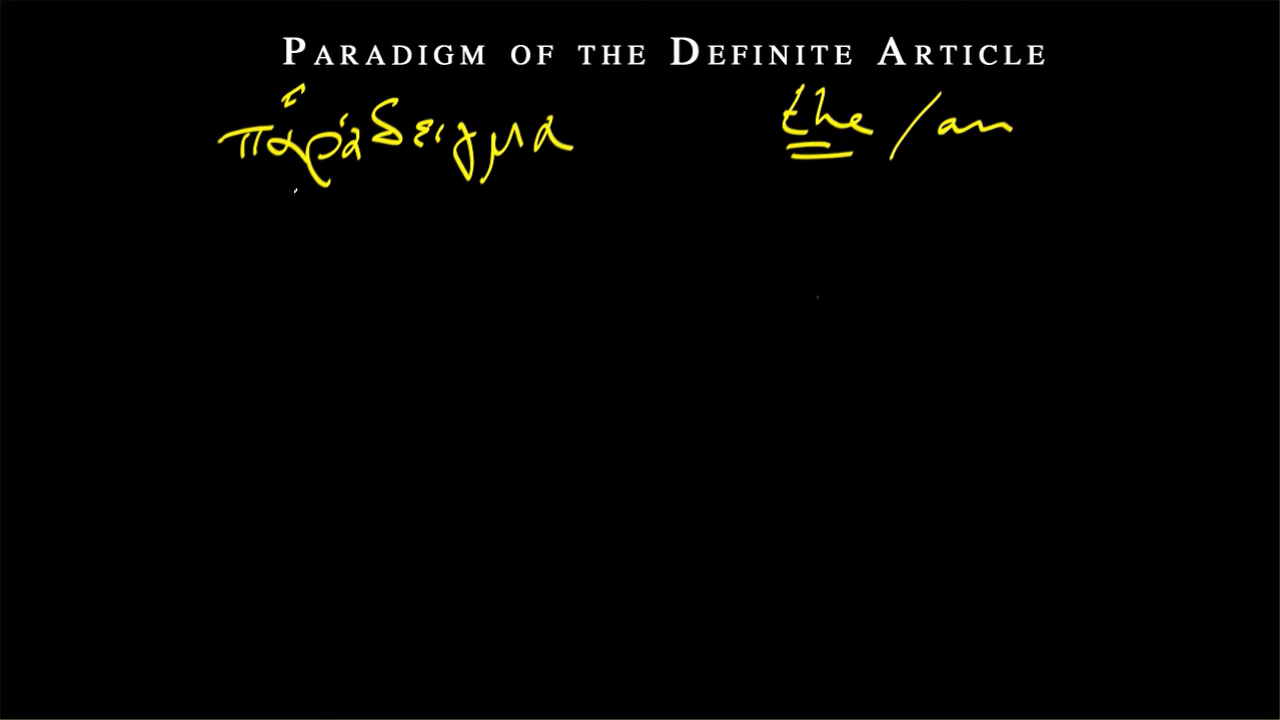 PARADIGM OF THE DEFINITE ARTICLE
παράδειγμα the / an